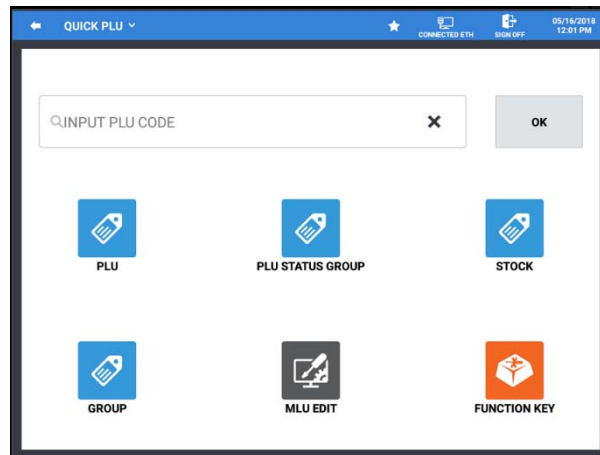 QUICK PLU
CONNECTED ETH
SIGN OFF
05/16/2018
12:01 PM
INPUT PLU CODE
OK
PLU
PLU STATUS GROUP
STOCK
GROUP
MLU EDIT
FUNCTION KEY